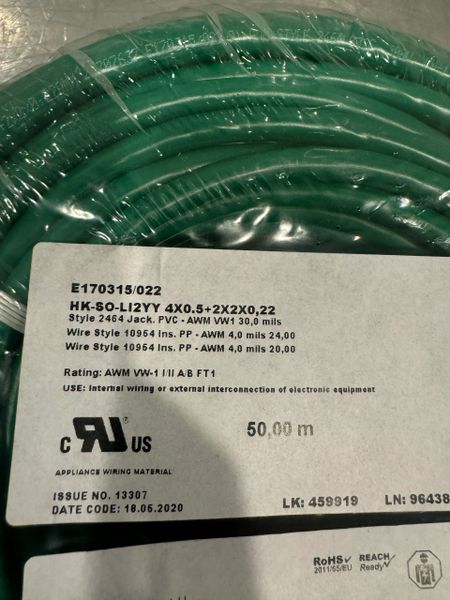 E170315/022
HK-SO-LI2YY 4X0.5+2X2X0,22
Style 2464 Jack. PVC - AWM VW1 30,0 mils
Wire Style 10954 Ins. PP - AWM 4,0 mils 24,00
Wire Style 10954 Ins. PP - AWM 4,0 mils 20,00
Rating: AWM VW-1 I/II A/B FT1
USE: Internal wiring or external interconnection of electronic equipment
c RU US
50,00 m
APPLIANCE WIRING MATERIAL
ISSUE NO. 13307
DATE CODE: 18.05.2020
LK: 459919 LN: 96438
RoHS✓ REACH✓
2011/65/EU Ready